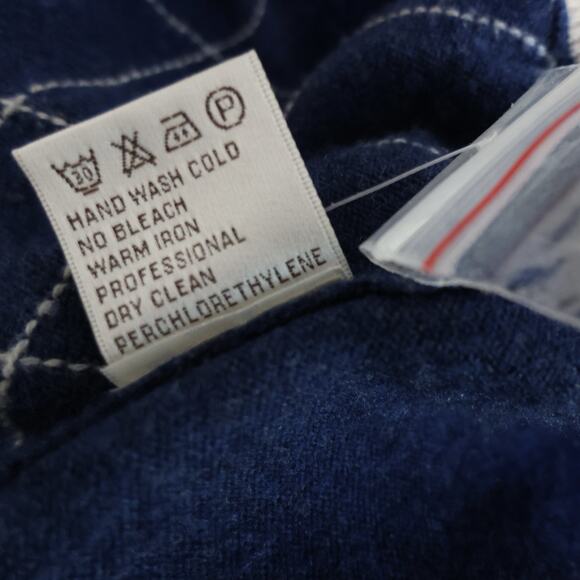 30 P
HAND WASH COLD
NO BLEACH
WARM IRON
PROFESSIONAL
DRY CLEAN
PERCHLORETHYLENE